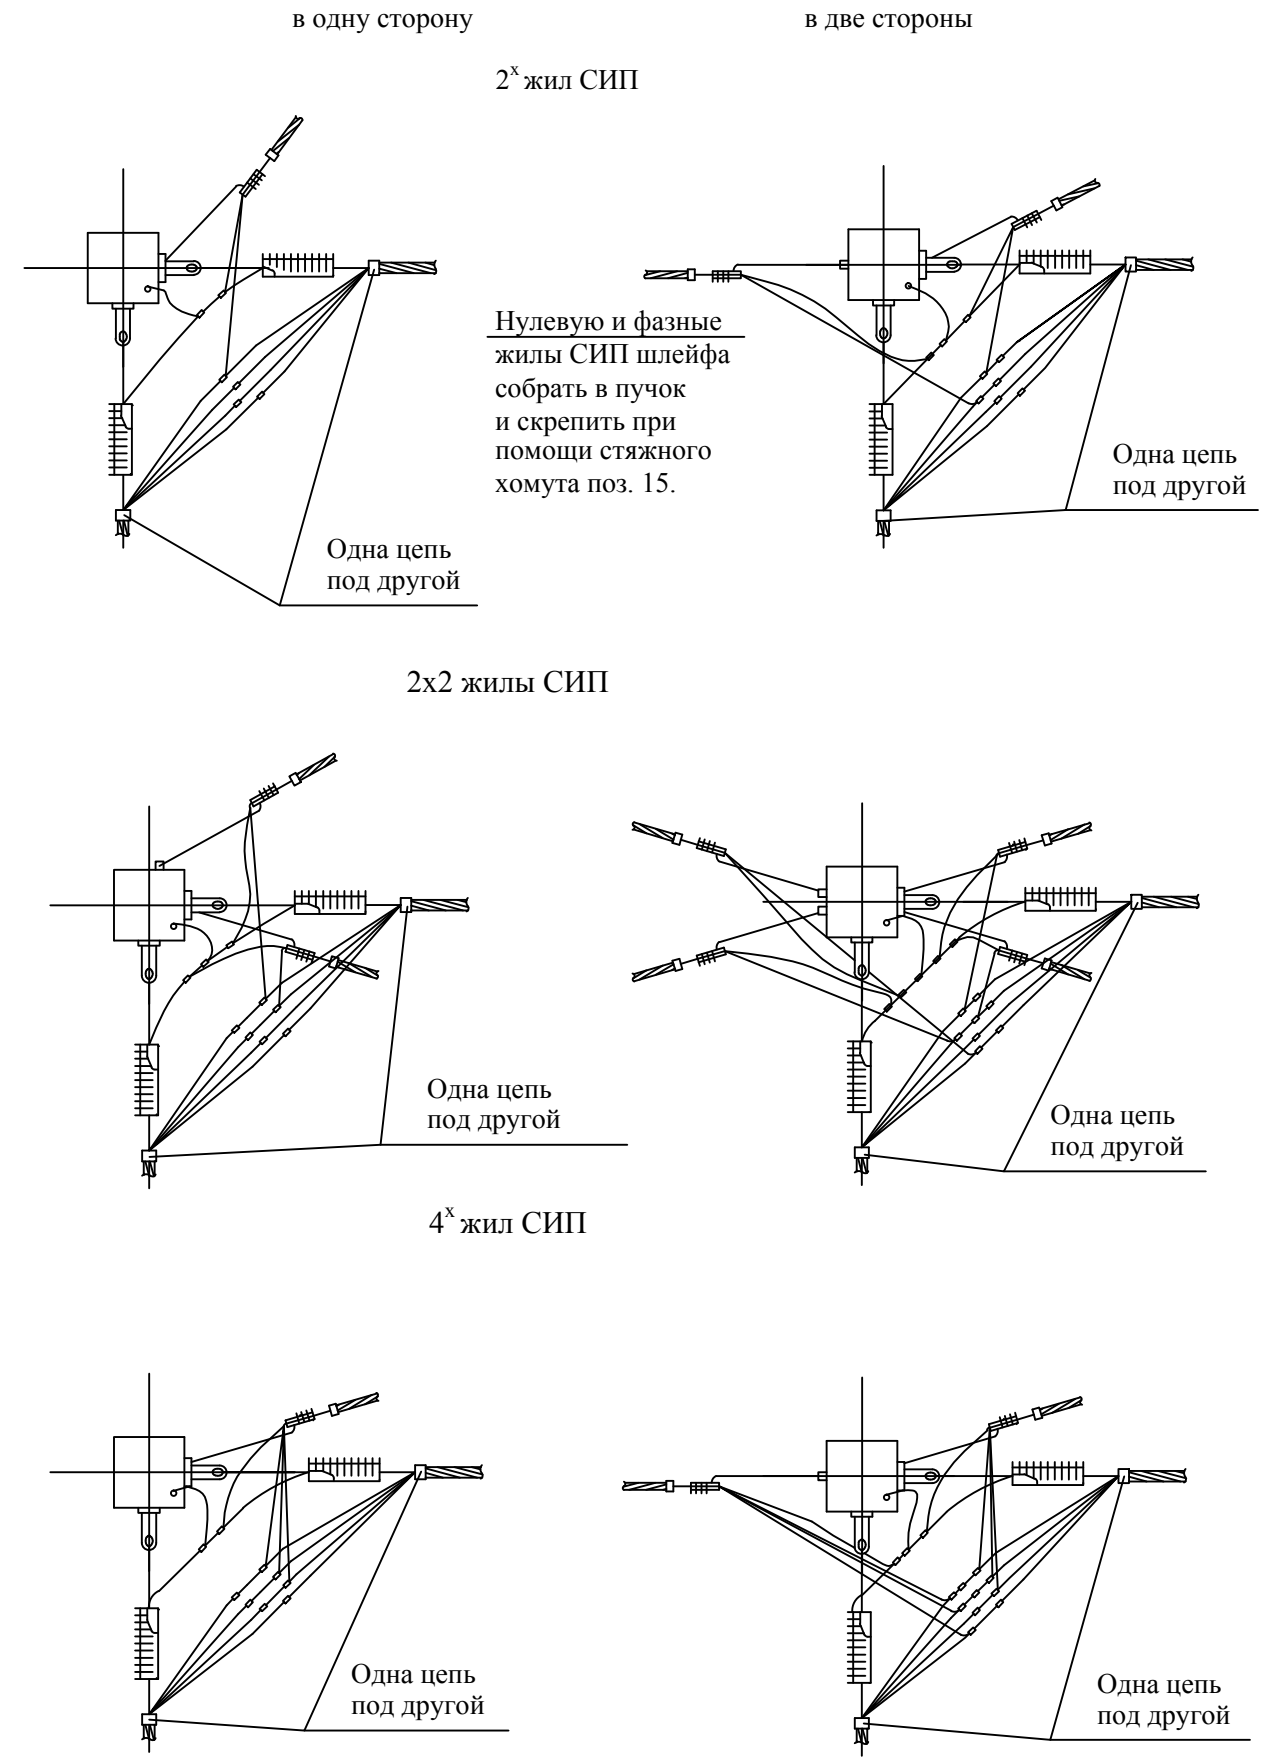 в одну сторону
в две стороны
2х жил СИП
Нулевую и фазные
жилы СИП шлейфа
собрать в пучок
и скрепить при
помощи стяжного
хомута поз. 15.
Одна цепь
под другой
Одна цепь
под другой
2х2 жилы СИП
Одна цепь
под другой
Одна цепь
под другой
4х жил СИП
Одна цепь
под другой
Одна цепь
под другой